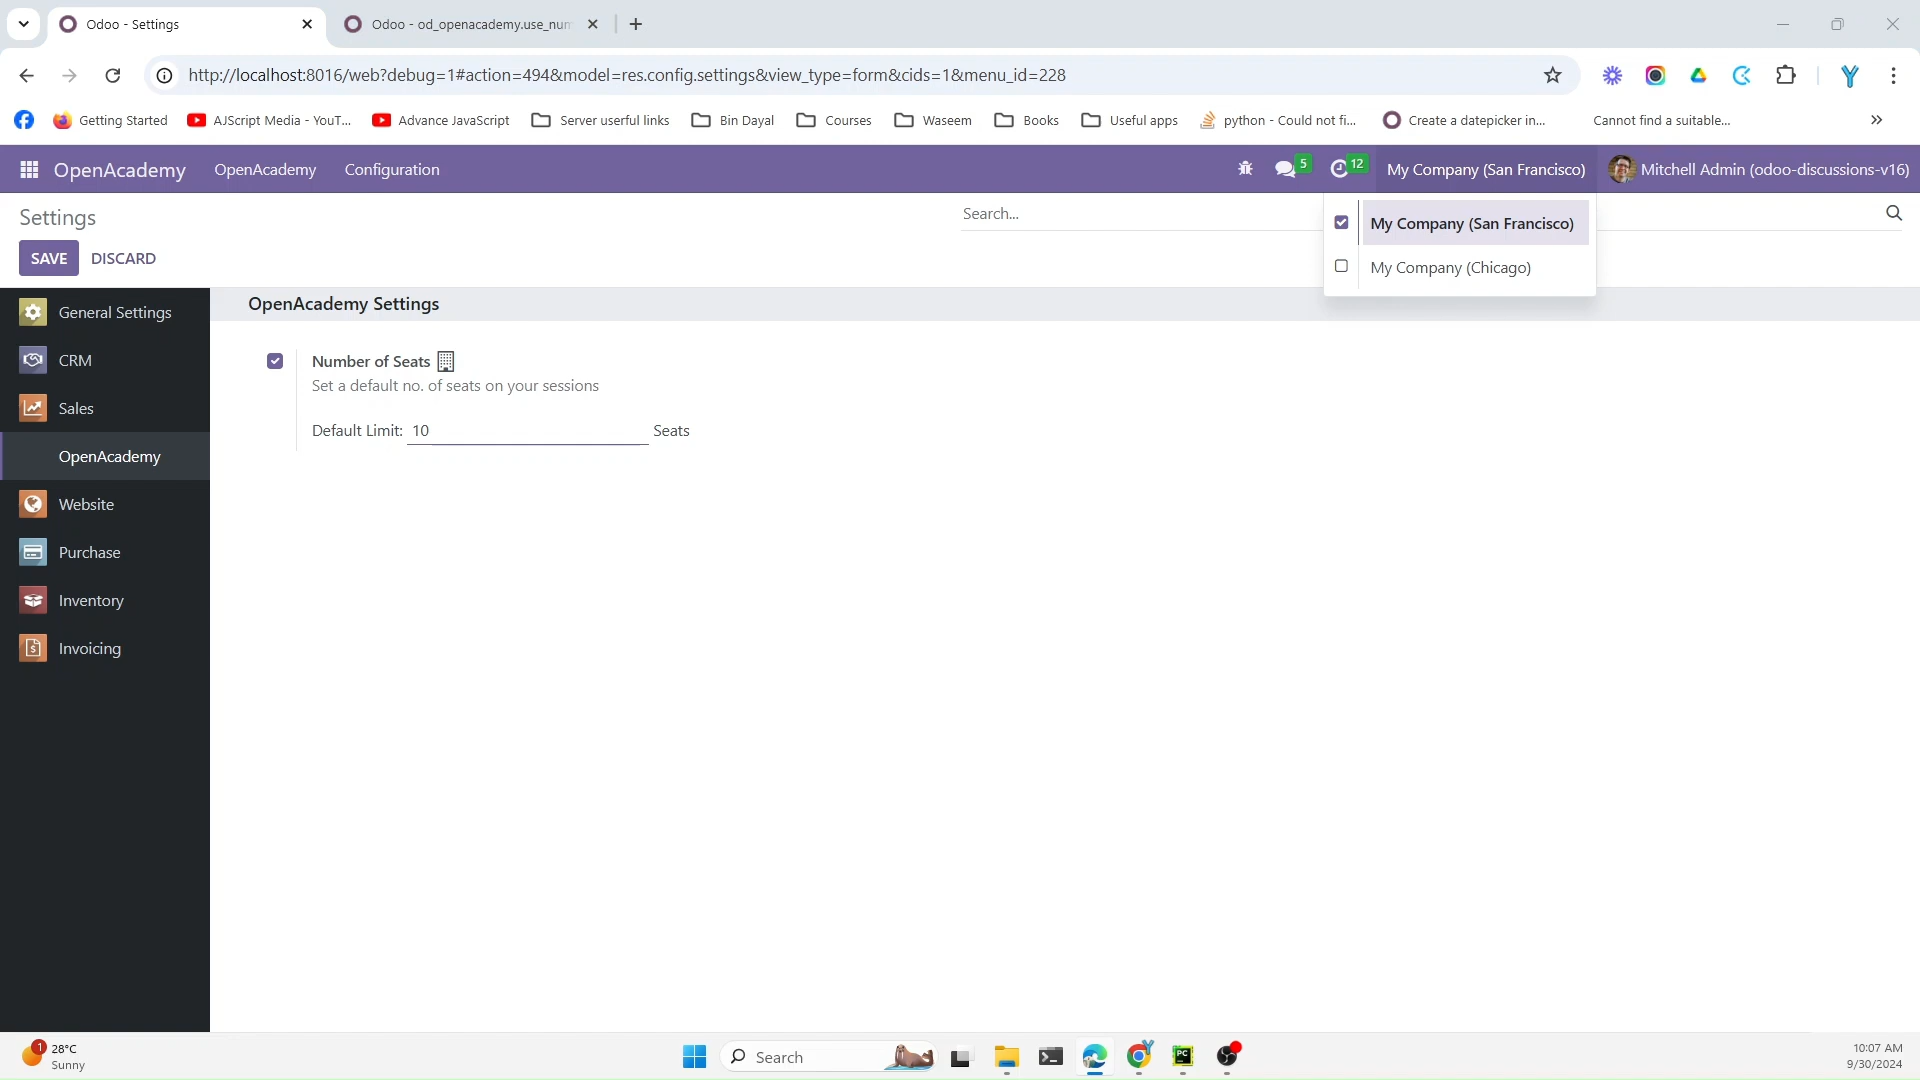 Odoo - Settings
Odoo - od_openacademy.use_num
http://localhost:8016/web?debug=1#action=494&model=res.config.settings&view_type=form&cids=1&menu_id=228
Getting Started
AJScript Media - YouT...
Advance JavaScript
Server userful links
Bin Dayal
Courses
Waseem
Books
Useful apps
python - Could not fi...
Create a datepicker in...
Cannot find a suitable...
OpenAcademy
OpenAcademy
Configuration
5
12
My Company (San Francisco)
Mitchell Admin (odoo-discussions-v16)
Settings
Search...
My Company (San Francisco)
SAVE
DISCARD
My Company (Chicago)
General Settings
OpenAcademy Settings
CRM
Number of Seats
Set a default no. of seats on your sessions
Sales
Default Limit: 10 Seats
OpenAcademy
Website
Purchase
Inventory
Invoicing
1
28°C
Sunny
Search
PC
10:07 AM
9/30/2024